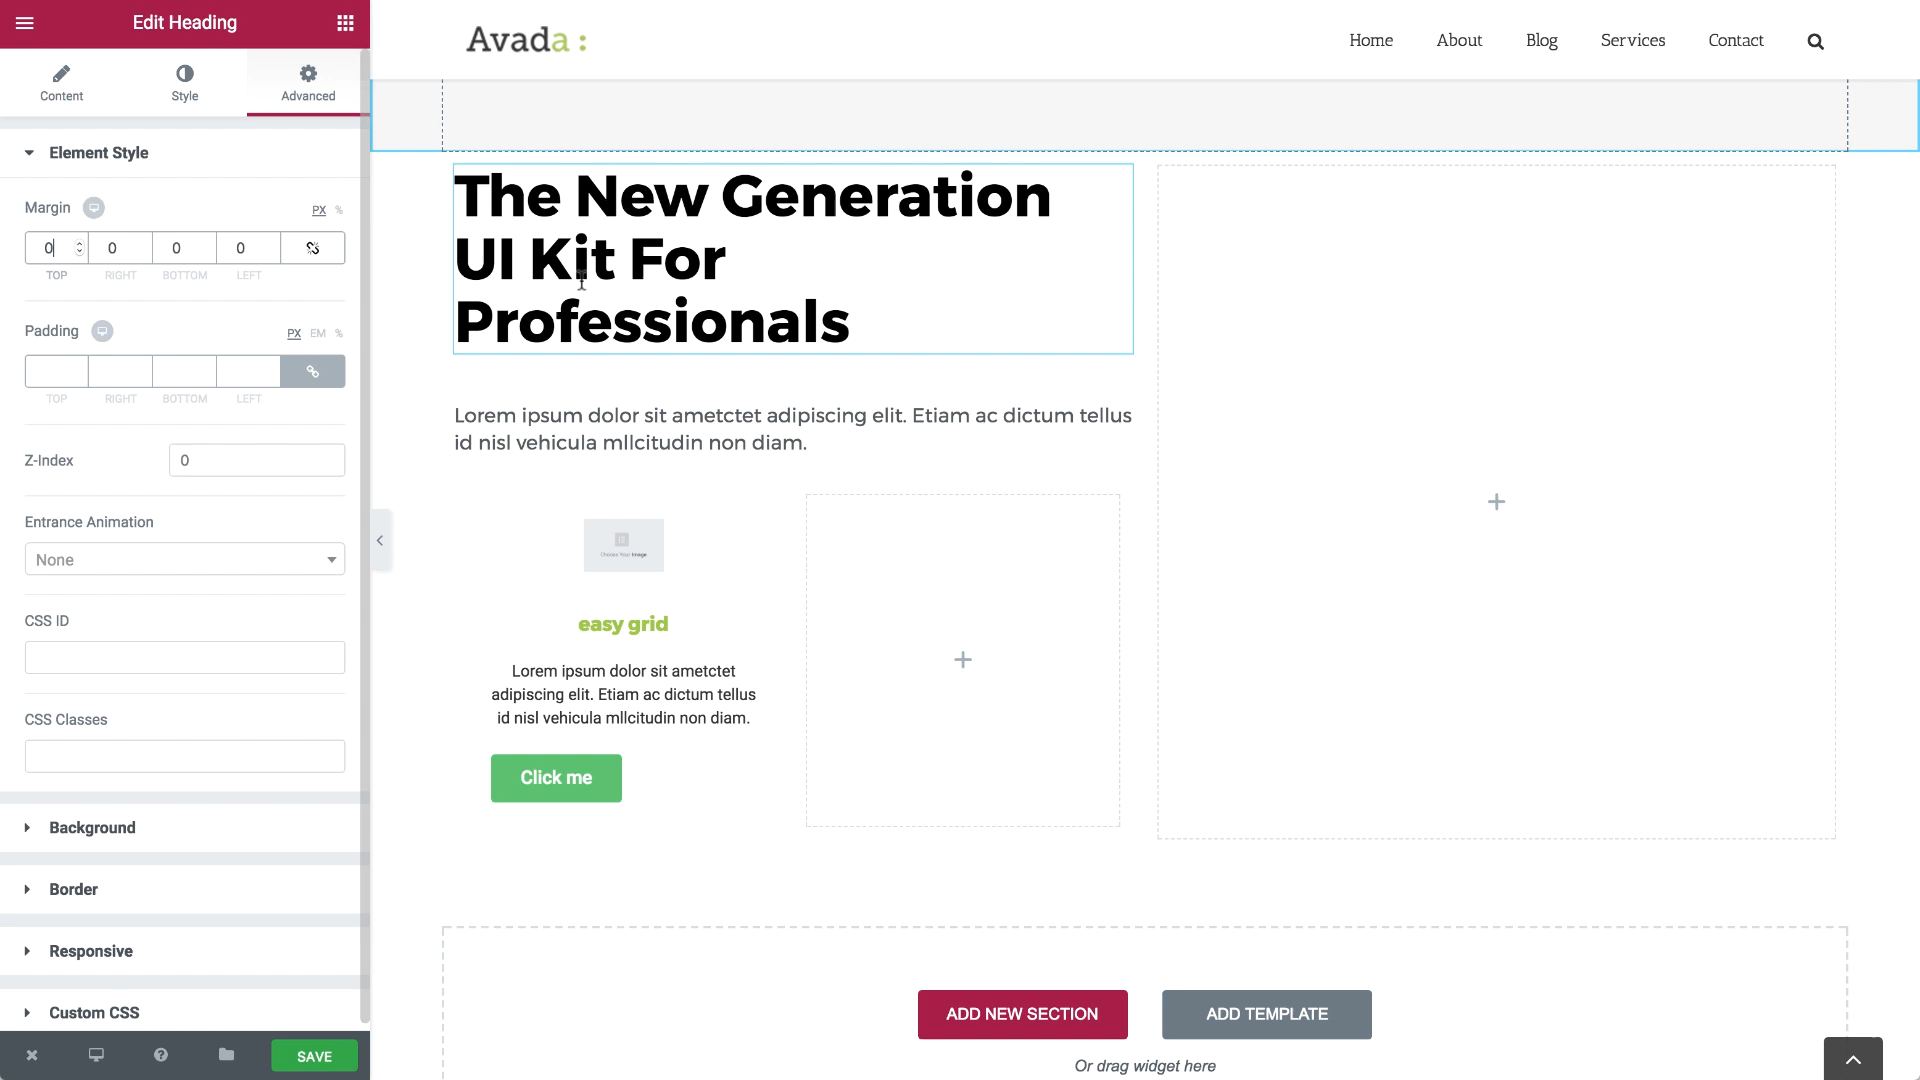 Edit Heading
Content
Style
Advanced
Element Style
Margin
PX %
0 0 0 0
TOP RIGHT BOTTOM LEFT
Padding
PX EM %
TOP RIGHT BOTTOM LEFT
Z-Index
0
Entrance Animation
None
CSS ID
CSS Classes
Background
Border
Responsive
Custom CSS
SAVE
Avada :
Home About Blog Services Contact
The New Generation
UI Kit For
Professionals
Lorem ipsum dolor sit ametctet adipiscing elit. Etiam ac dictum tellus
id nisl vehicula mllcitudin non diam.
Choose Your Image
easy grid
Lorem ipsum dolor sit ametctet
adipiscing elit. Etiam ac dictum tellus
id nisl vehicula mllcitudin non diam.
Click me
ADD NEW SECTION
ADD TEMPLATE
Or drag widget here